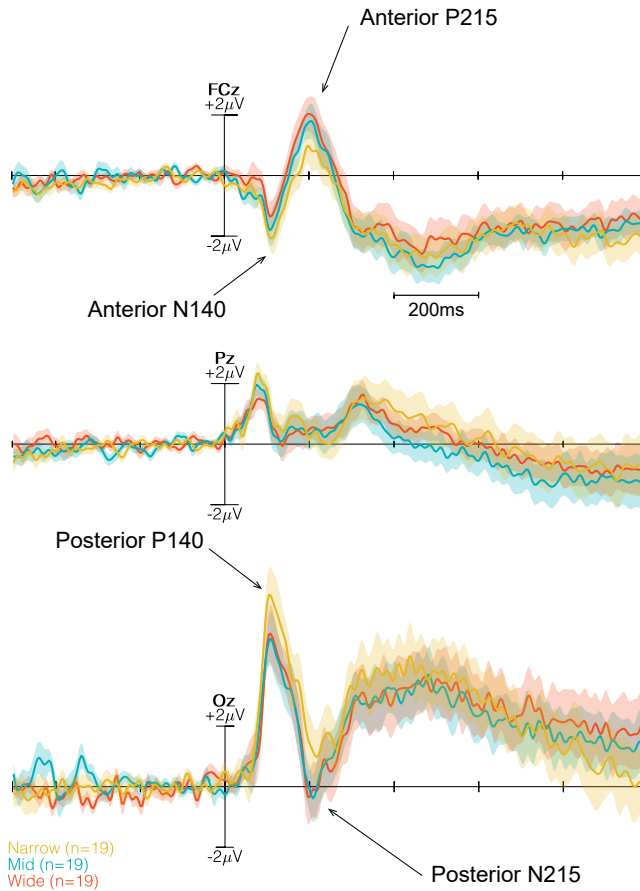 Anterior P215
FCz
+2μV
-2μV
Anterior N140
200ms
Pz
+2μV
-2μV
Posterior P140
Oz
+2μV
-2μV
Narrow (n=19)
Mid (n=19)
Wide (n=19)
Posterior N215